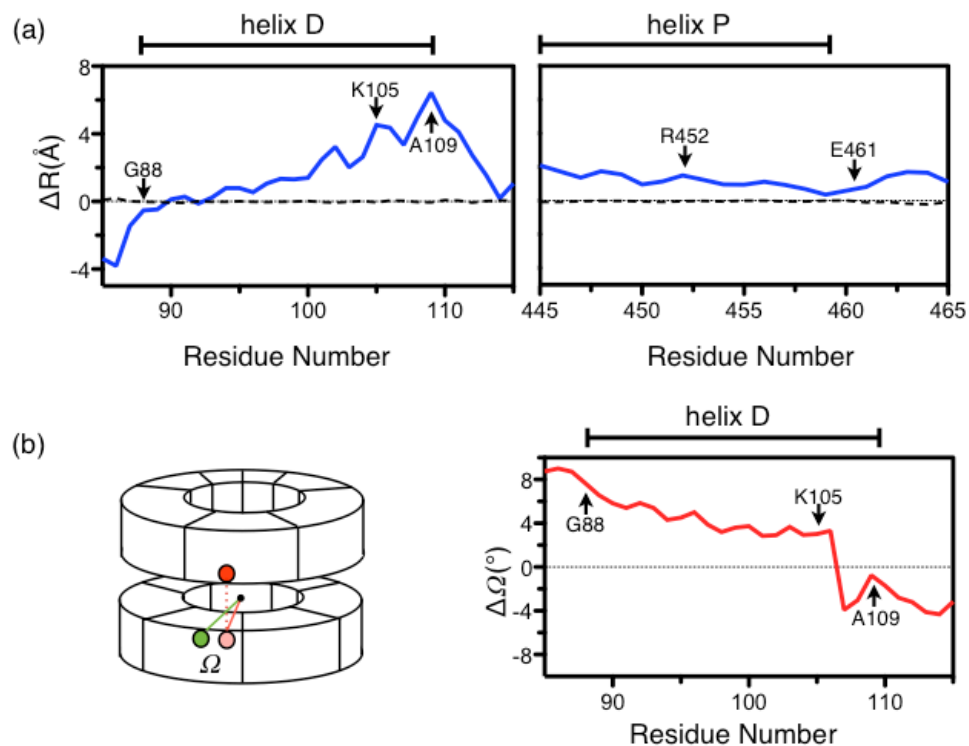 (a)
helix D
helix P
ΔR(Å)
8
4
0
-4
G88
K105
A109
R452
E461
90
100
110
445
450
455
460
465
Residue Number
Residue Number
(b)
Ω
helix D
ΔΩ(°)
8
4
0
-4
-8
G88
K105
A109
90
100
110
Residue Number